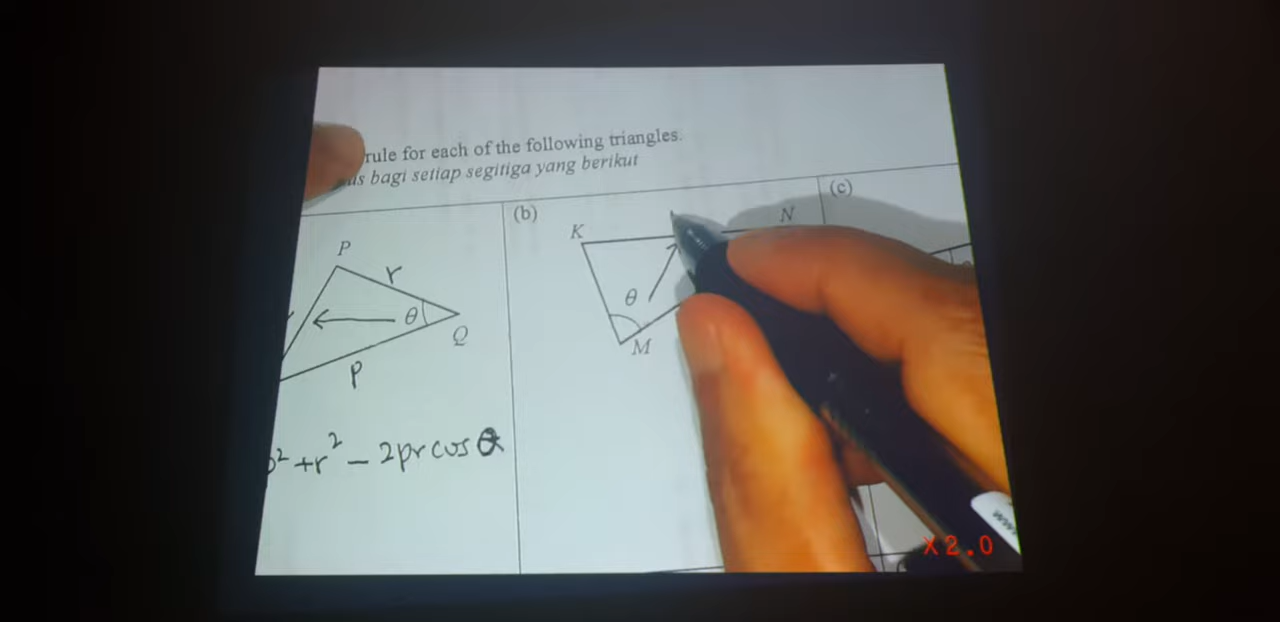 rule for each of the following triangles.
bagi setiap segitiga yang berikut
P
r
θ
Q
P
+r² – 2pr cos θ
(b)
K
N
θ
M
(c)
X2.0